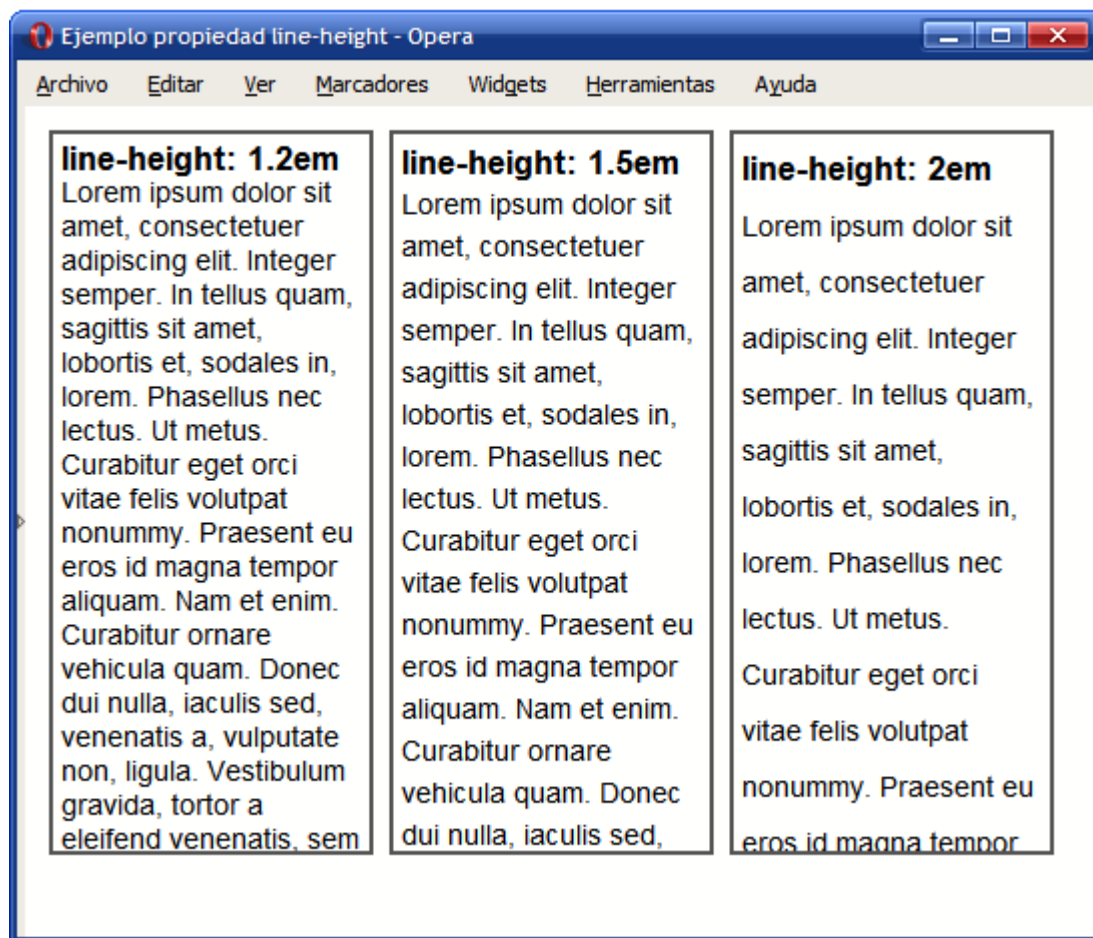 Ejemplo propiedad line-height - Opera
Archivo Editar Ver Marcadores Widgets Herramientas Ayuda
line-height: 1.2em
Lorem ipsum dolor sit
amet, consectetuer
adipiscing elit. Integer
semper. In tellus quam,
sagittis sit amet,
lobortis et, sodales in,
lorem. Phasellus nec
lectus. Ut metus.
Curabitur eget orci
vitae felis volutpat
nonummy. Praesent eu
eros id magna tempor
aliquam. Nam et enim.
Curabitur ornare
vehicula quam. Donec
dui nulla, iaculis sed,
venenatis a, vulputate
non, ligula. Vestibulum
gravida, tortor a
eleifend venenatis, sem
line-height: 1.5em
Lorem ipsum dolor sit
amet, consectetuer
adipiscing elit. Integer
semper. In tellus quam,
sagittis sit amet,
lobortis et, sodales in,
lorem. Phasellus nec
lectus. Ut metus.
Curabitur eget orci
vitae felis volutpat
nonummy. Praesent eu
eros id magna tempor
aliquam. Nam et enim.
Curabitur ornare
vehicula quam. Donec
dui nulla, iaculis sed,
line-height: 2em
Lorem ipsum dolor sit
amet, consectetuer
adipiscing elit. Integer
semper. In tellus quam,
sagittis sit amet,
lobortis et, sodales in,
lorem. Phasellus nec
lectus. Ut metus.
Curabitur eget orci
vitae felis volutpat
nonummy. Praesent eu
eros id magna tempor